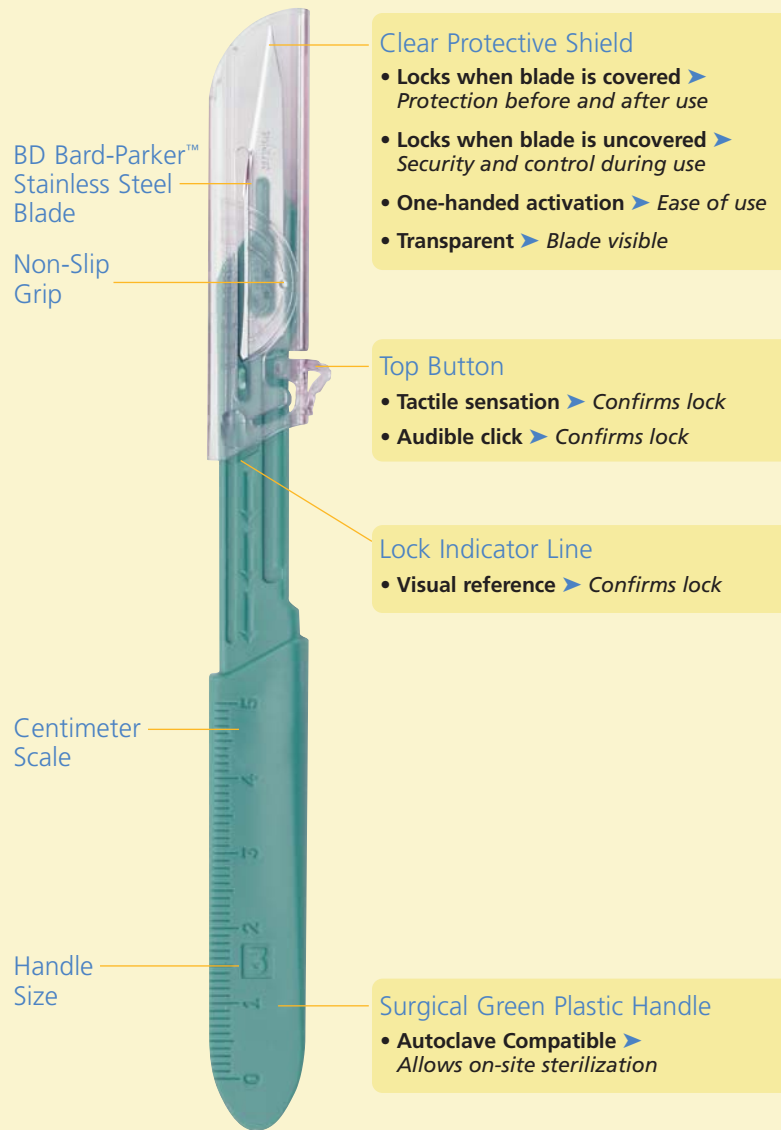 Clear Protective Shield
• Locks when blade is covered ➤
Protection before and after use
• Locks when blade is uncovered ➤
Security and control during use
• One-handed activation ➤ Ease of use
• Transparent ➤ Blade visible
BD Bard-Parker™
Stainless Steel
Blade
Non-Slip
Grip
Top Button
• Tactile sensation ➤ Confirms lock
• Audible click ➤ Confirms lock
Lock Indicator Line
• Visual reference ➤ Confirms lock
Centimeter
Scale
5
4
3
2
3
1
0
Handle
Size
Surgical Green Plastic Handle
• Autoclave Compatible ➤
Allows on-site sterilization